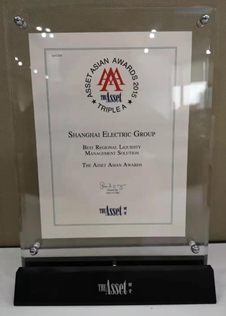 ASSET ASIAN AWARDS 2015
AAA
THE Asset
TRIPLE A
SHANGHAI ELECTRIC GROUP
BEST REGIONAL LIQUIDITY
MANAGEMENT SOLUTION
THE ASSET ASIAN AWARDS
THE Asset
THE Asset